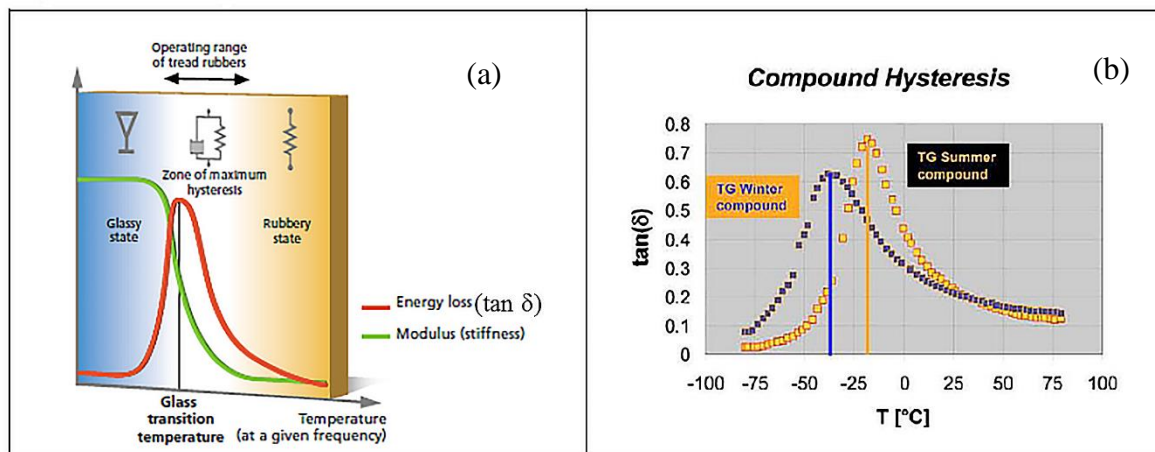 Operating range
of tread rubbers
(a)
Zone of maximum
hysteresis
Glassy
state
Rubbery
state
Energy loss (tan δ)
Modulus (stiffness)
Glass
transition
temperature
Temperature
(at a given frequency)
(b)
Compound Hysteresis
0.8
0.7
0.6
0.5
0.4
0.3
0.2
0.1
0
tan(δ)
TG Winter
compound
TG Summer
compound
-100 -75 -50 -25 0 25 50 75 100
T [°C]